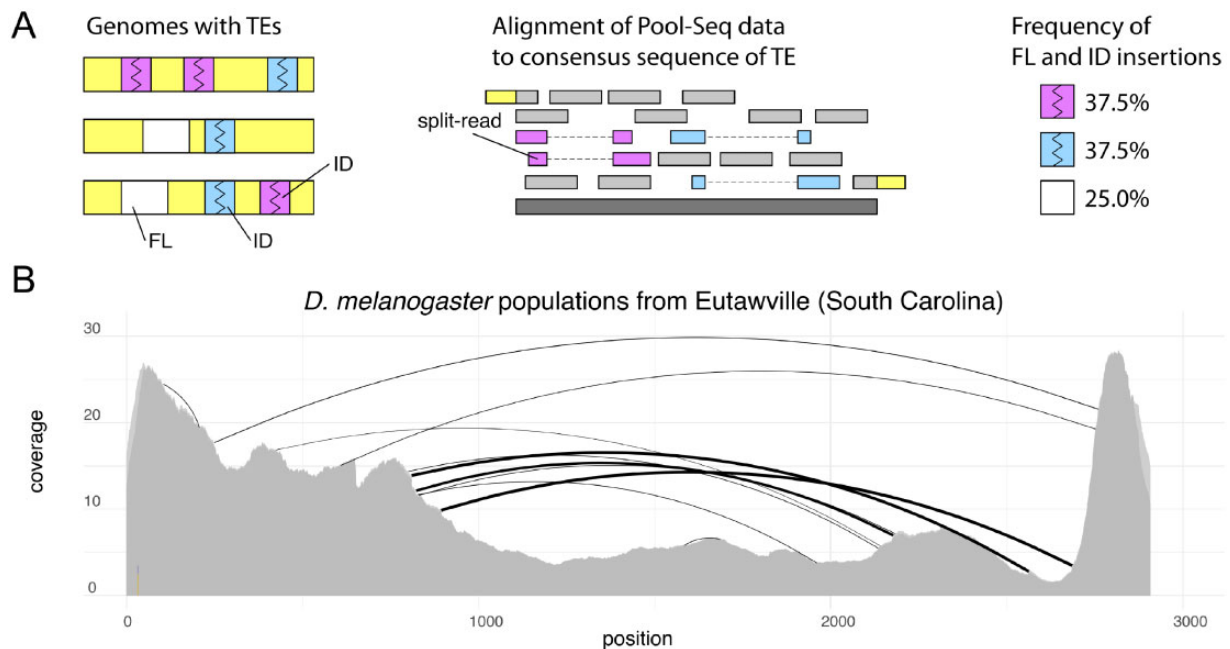 A
Genomes with TEs
ID
FL
ID
Alignment of Pool-Seq data
to consensus sequence of TE
split-read
Frequency of
FL and ID insertions
37.5%
37.5%
25.0%
B
D. melanogaster populations from Eutawville (South Carolina)
30
20
10
0
coverage
0
1000
2000
3000
position